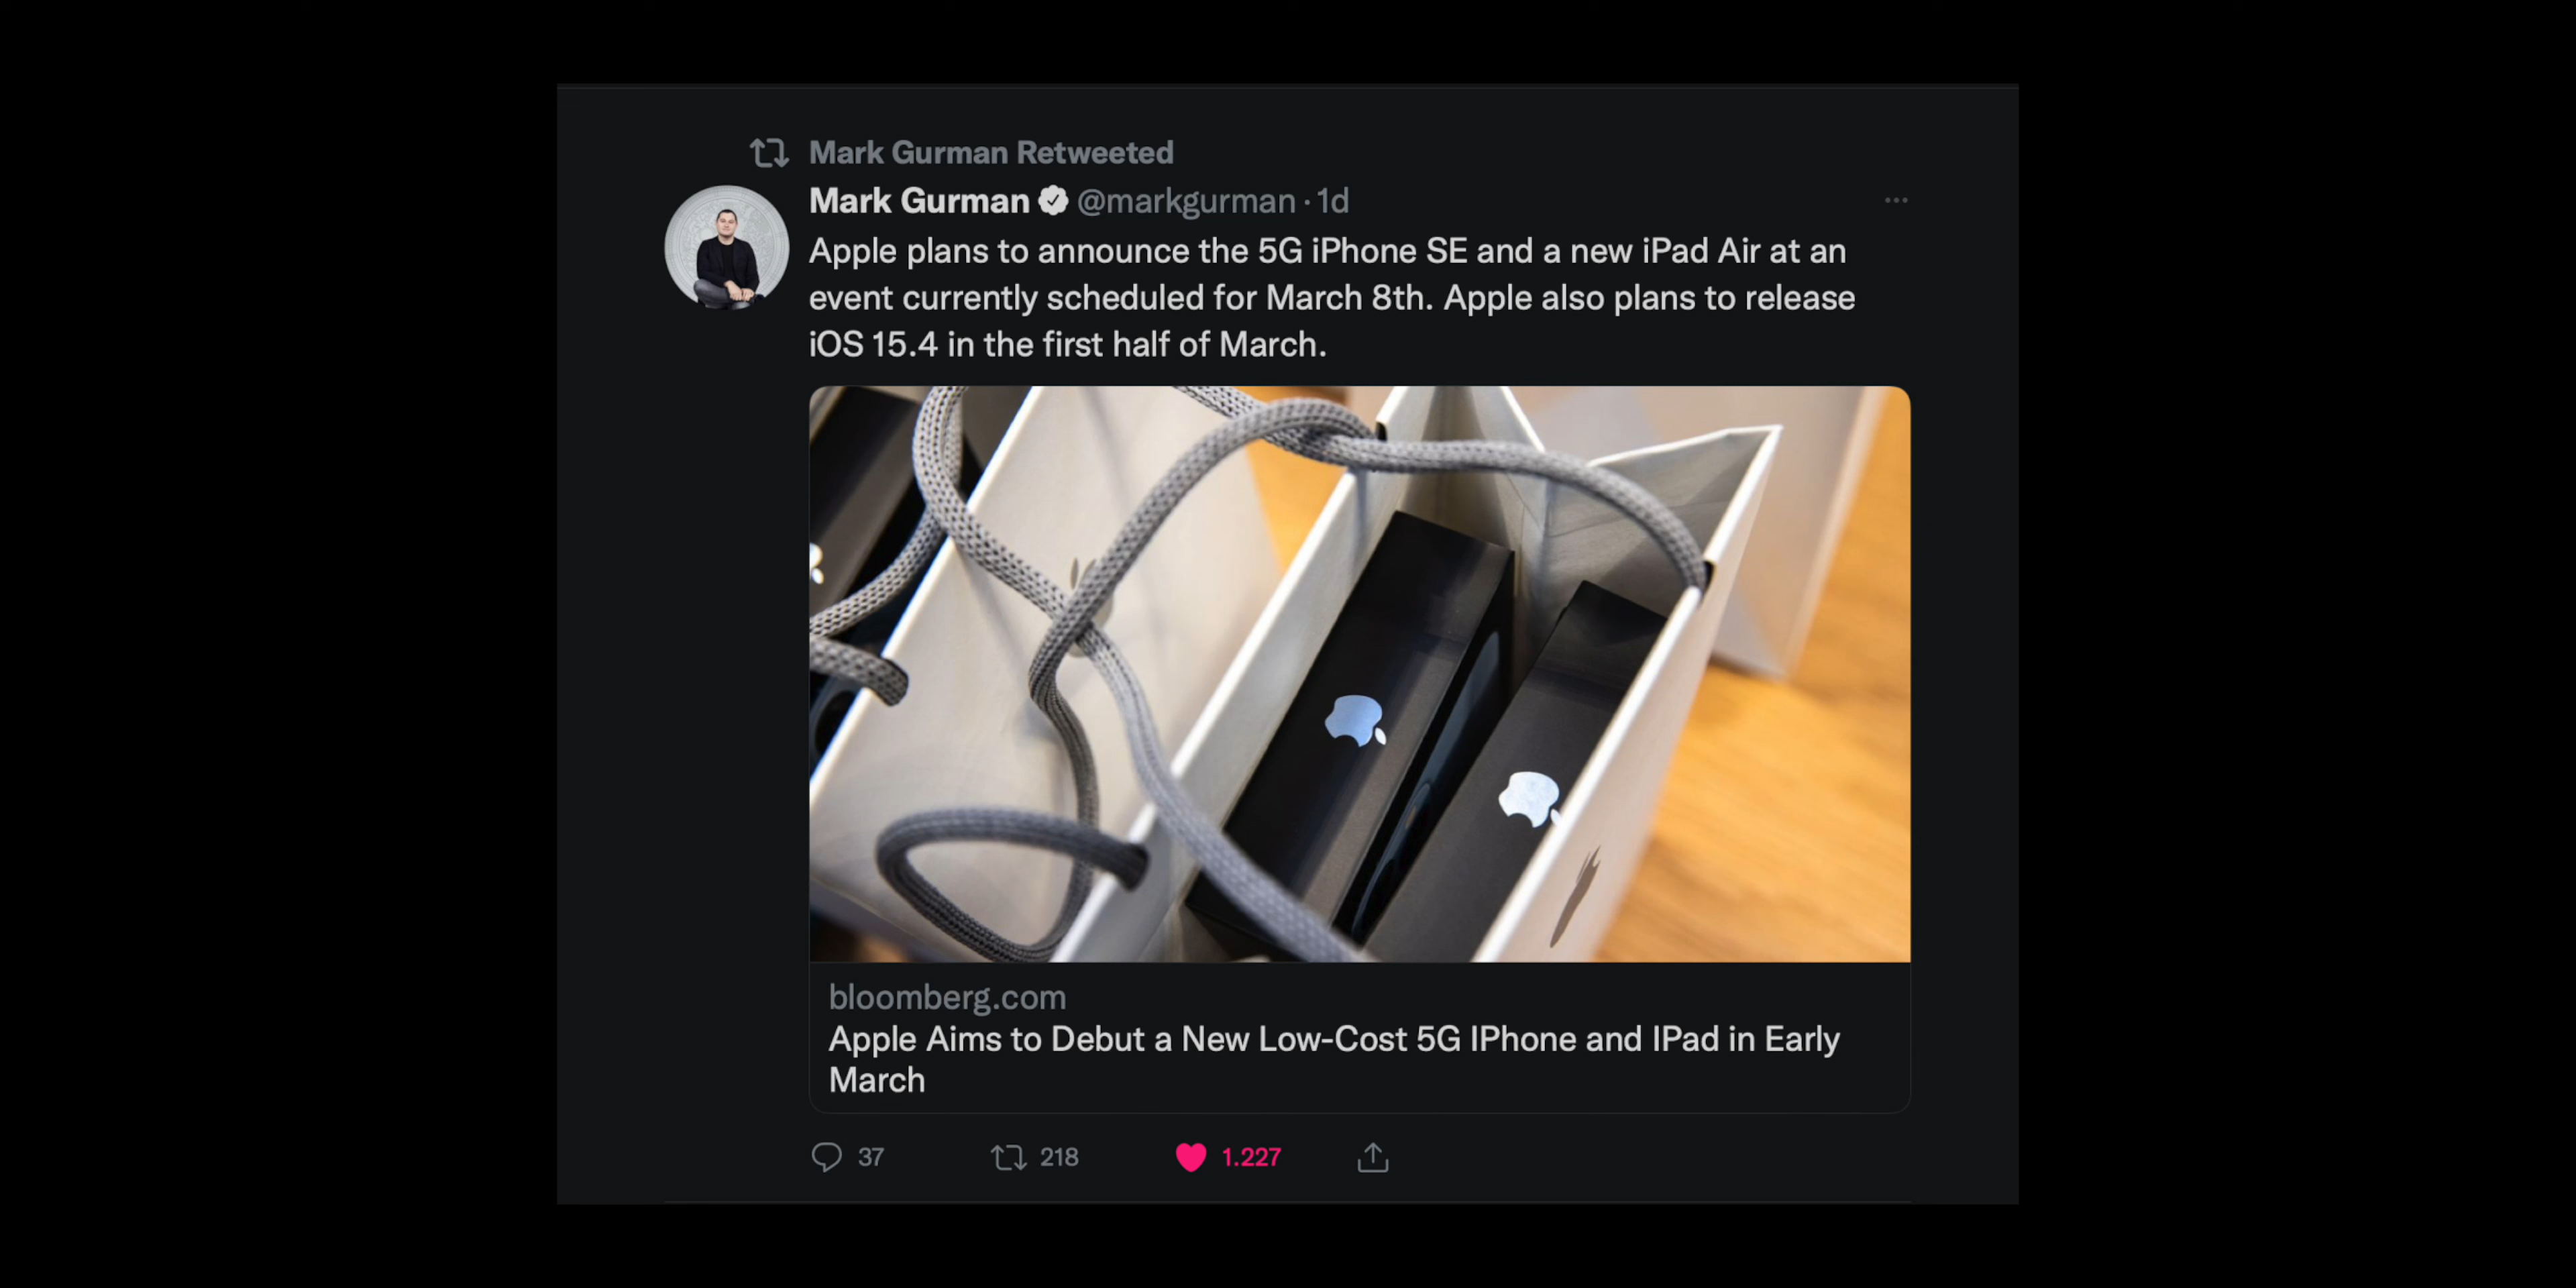 Mark Gurman Retweeted
Mark Gurman @markgurman · 1d
Apple plans to announce the 5G iPhone SE and a new iPad Air at an
event currently scheduled for March 8th. Apple also plans to release
iOS 15.4 in the first half of March.
bloomberg.com
Apple Aims to Debut a New Low-Cost 5G IPhone and IPad in Early
March
37 218 1.227